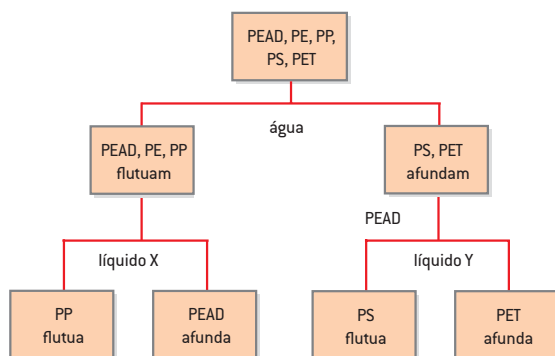 PEAD, PE, PP,
PS, PET
água
PEAD, PE, PP
flutuam
PS, PET
afundam
PEAD
líquido X
líquido Y
PP
flutua
PEAD
afunda
PS
flutua
PET
afunda